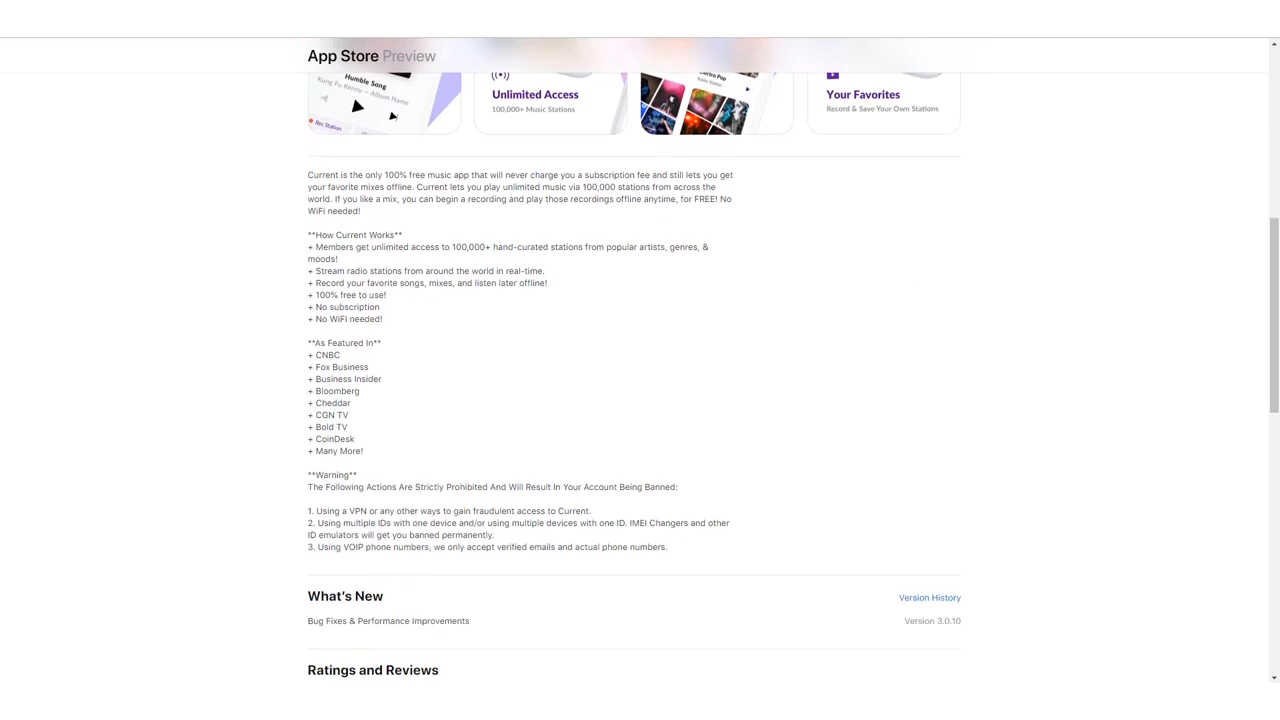 App Store Preview
Humble Song
Kung Fu Kenny — Album Name
Rec Station
Unlimited Access
100,000+ Music Stations
Electro Pop
Radio Station
Your Favorites
Record & Save Your Own Stations
Current is the only 100% free music app that will never charge you a subscription fee and still lets you get
your favorite mixes offline. Current lets you play unlimited music via 100,000 stations from across the
world. If you like a mix, you can begin a recording and play those recordings offline anytime, for FREE! No
WiFi needed!
**How Current Works**
+ Members get unlimited access to 100,000+ hand-curated stations from popular artists, genres, &
moods!
+ Stream radio stations from around the world in real-time.
+ Record your favorite songs, mixes, and listen later offline!
+ 100% free to use!
+ No subscription
+ No WiFI needed!
**As Featured In**
+ CNBC
+ Fox Business
+ Business Insider
+ Bloomberg
+ Cheddar
+ CGN TV
+ Bold TV
+ CoinDesk
+ Many More!
**Warning**
The Following Actions Are Strictly Prohibited And Will Result In Your Account Being Banned:
1. Using a VPN or any other ways to gain fraudulent access to Current.
2. Using multiple IDs with one device and/or using multiple devices with one ID. IMEI Changers and other
ID emulators will get you banned permanently.
3. Using VOIP phone numbers, we only accept verified emails and actual phone numbers.
What's New
Version History
Bug Fixes & Performance Improvements
Version 3.0.10
Ratings and Reviews